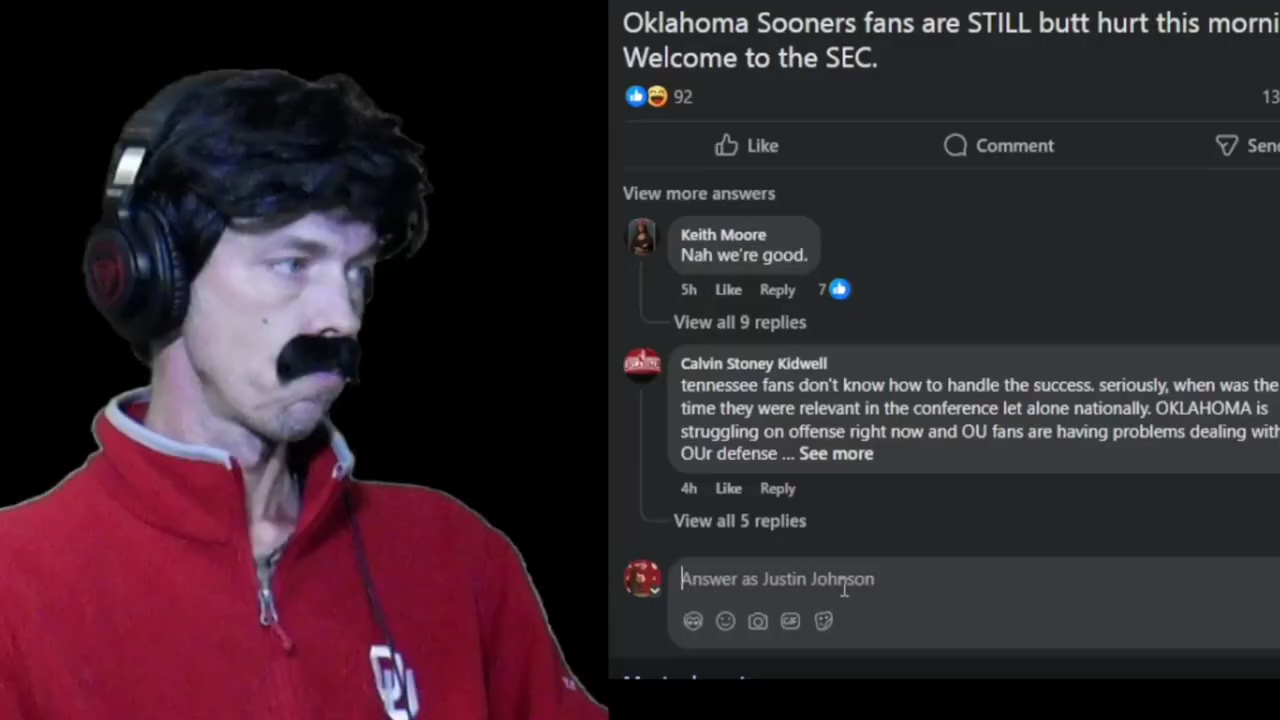 Oklahoma Sooners fans are STILL butt hurt this morni
Welcome to the SEC.
92
13
Like
Comment
Send
View more answers
Keith Moore
Nah we're good.
5h Like Reply 7
View all 9 replies
Calvin Stoney Kidwell
tennessee fans don't know how to handle the success. seriously, when was the
time they were relevant in the conference let alone nationally. OKLAHOMA is
struggling on offense right now and OU fans are having problems dealing with
OUr defense ... See more
4h Like Reply
View all 5 replies
Answer as Justin Johnson
GIF
OU